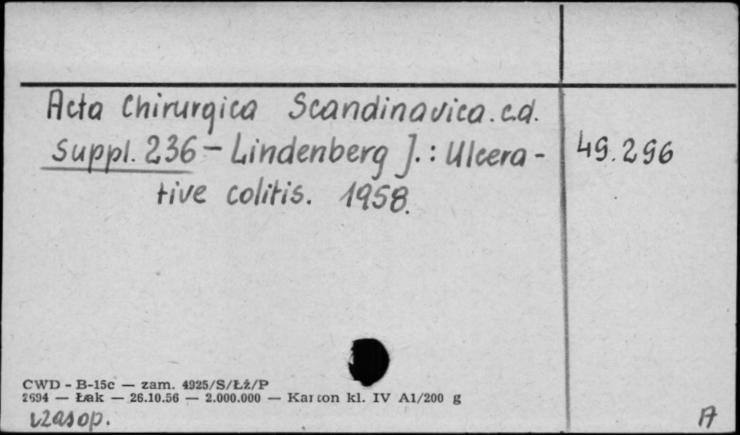 Acta Chirurgica Scandinavica. c.d.
Suppl. 236 - Lindenberg J.: Ulcera- 49.296
tive colitis. 1958.
CWD - B-15c — zam. 4925/S/Łż/P
2694 — Łak — 26.10.56 — 2.000.000 — Karton kl. IV A1/200 g
czasop. A